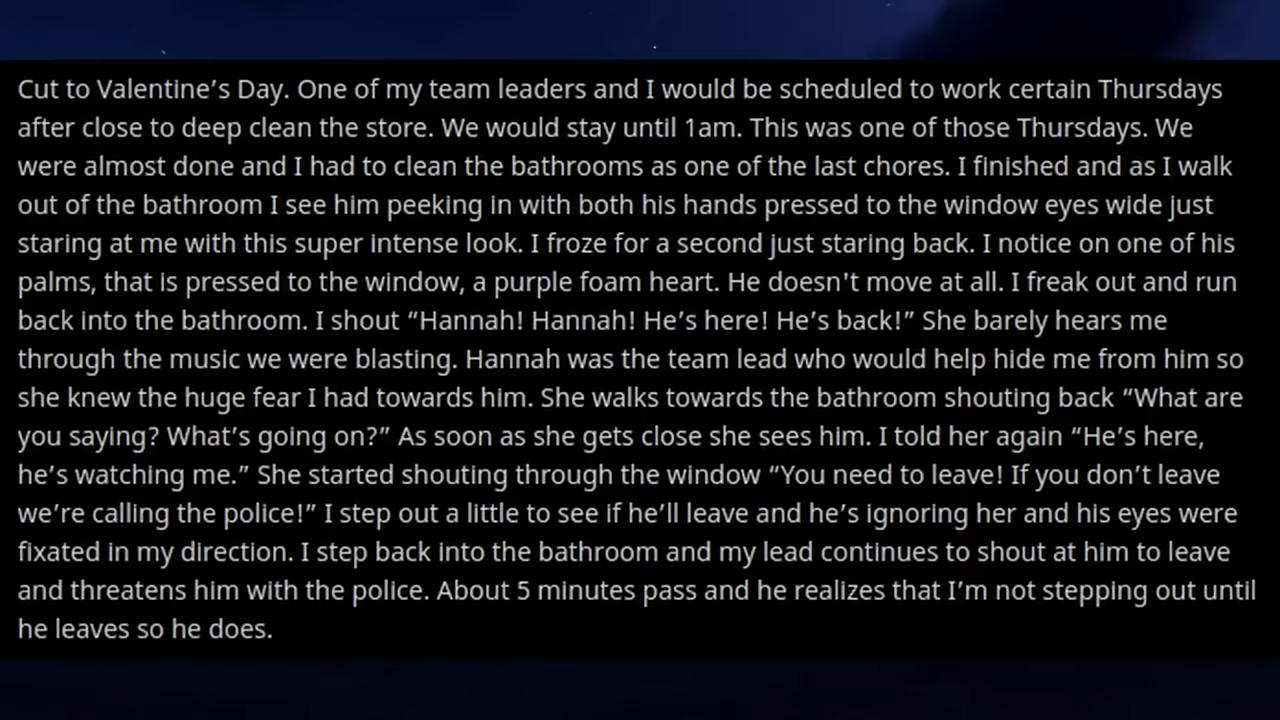 Cut to Valentine’s Day. One of my team leaders and I would be scheduled to work certain Thursdays
after close to deep clean the store. We would stay until 1am. This was one of those Thursdays. We
were almost done and I had to clean the bathrooms as one of the last chores. I finished and as I walk
out of the bathroom I see him peeking in with both his hands pressed to the window eyes wide just
staring at me with this super intense look. I froze for a second just staring back. I notice on one of his
palms, that is pressed to the window, a purple foam heart. He doesn't move at all. I freak out and run
back into the bathroom. I shout “Hannah! Hannah! He’s here! He’s back!” She barely hears me
through the music we were blasting. Hannah was the team lead who would help hide me from him so
she knew the huge fear I had towards him. She walks towards the bathroom shouting back “What are
you saying? What’s going on?” As soon as she gets close she sees him. I told her again “He’s here,
he’s watching me.” She started shouting through the window “You need to leave! If you don’t leave
we’re calling the police!” I step out a little to see if he’ll leave and he’s ignoring her and his eyes were
fixated in my direction. I step back into the bathroom and my lead continues to shout at him to leave
and threatens him with the police. About 5 minutes pass and he realizes that I’m not stepping out until
he leaves so he does.